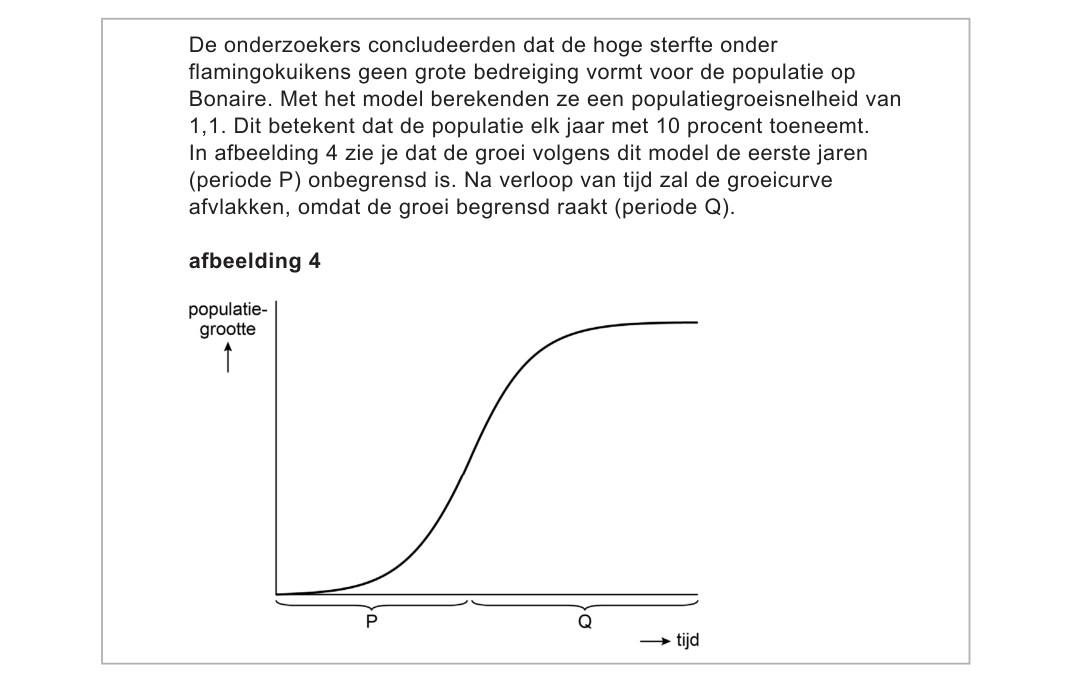 De onderzoekers concludeerden dat de hoge sterfte onder
flamingokuikens geen grote bedreiging vormt voor de populatie op
Bonaire. Met het model berekenden ze een populatiegroeisnelheid van
1,1. Dit betekent dat de populatie elk jaar met 10 procent toeneemt.
In afbeelding 4 zie je dat de groei volgens dit model de eerste jaren
(periode P) onbegrensd is. Na verloop van tijd zal de groeicurve
afvlakken, omdat de groei begrensd raakt (periode Q).
afbeelding 4
populatie-
grootte
P
Q
tijd